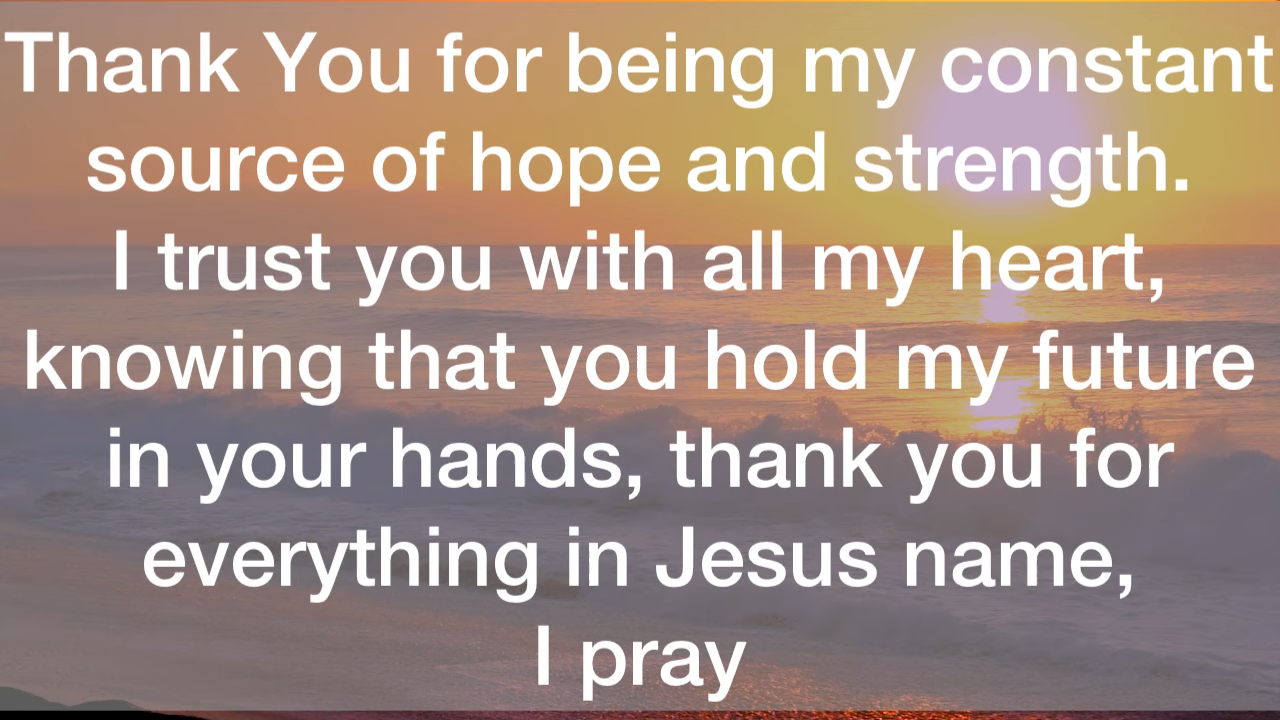 Thank You for being my constant
source of hope and strength.
I trust you with all my heart,
knowing that you hold my future
in your hands, thank you for
everything in Jesus name,
I pray